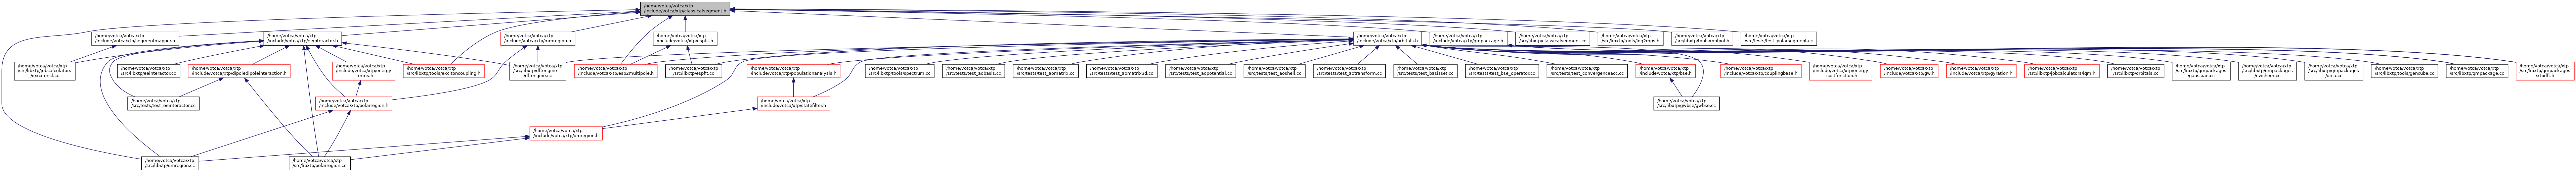 /home/votca/votca/xtp
/include/votca/xtp/classicalsegment.h
/home/votca/votca/xtp
/include/votca/xtp/segmentmapper.h
/home/votca/votca/xtp
/include/votca/xtp/eeinteractor.h
/home/votca/votca/xtp
/include/votca/xtp/mmregion.h
/home/votca/votca/xtp
/include/votca/xtp/espfit.h
/home/votca/votca/xtp
/include/votca/xtp/orbitals.h
/home/votca/votca/xtp
/include/votca/xtp/qmpackage.h
/home/votca/votca/xtp
/src/libxtp/classicalsegment.cc
/home/votca/votca/xtp
/src/libxtp/tools/log2mps.h
/home/votca/votca/xtp
/src/libxtp/tools/molpol.h
/home/votca/votca/xtp
/src/tests/test_polarsegment.cc
/home/votca/votca/xtp
/src/libxtp/jobcalculators
/iexcitoncl.cc
/home/votca/votca/xtp
/src/libxtp/eeinteractor.cc
/home/votca/votca/xtp
/include/votca/xtp/dipoledipoleinteraction.h
/home/votca/votca/xtp
/include/votca/xtp/energy
_terms.h
/home/votca/votca/xtp
/src/libxtp/tools/excitoncoupling.h
/home/votca/votca/xtp
/src/libxtp/dftengine
/dftengine.cc
/home/votca/votca/xtp
/include/votca/xtp/esp2multipole.h
/home/votca/votca/xtp
/src/libxtp/espfit.cc
/home/votca/votca/xtp
/include/votca/xtp/populationanalysis.h
/home/votca/votca/xtp
/src/libxtp/tools/spectrum.cc
/home/votca/votca/xtp
/src/tests/test_aobasis.cc
/home/votca/votca/xtp
/src/tests/test_aomatrix.cc
/home/votca/votca/xtp
/src/tests/test_aomatrix3d.cc
/home/votca/votca/xtp
/src/tests/test_aopotential.cc
/home/votca/votca/xtp
/src/tests/test_aoshell.cc
/home/votca/votca/xtp
/src/tests/test_aotransform.cc
/home/votca/votca/xtp
/src/tests/test_basisset.cc
/home/votca/votca/xtp
/src/tests/test_bse_operator.cc
/home/votca/votca/xtp
/src/tests/test_convergenceacc.cc
/home/votca/votca/xtp
/include/votca/xtp/bse.h
/home/votca/votca/xtp
/include/votca/xtp/couplingbase.h
/home/votca/votca/xtp
/include/votca/xtp/energy
_costfunction.h
/home/votca/votca/xtp
/include/votca/xtp/gw.h
/home/votca/votca/xtp
/include/votca/xtp/gyration.h
/home/votca/votca/xtp
/src/libxtp/jobcalculators/iqm.h
/home/votca/votca/xtp
/src/libxtp/orbitals.cc
/home/votca/votca/xtp
/src/libxtp/qmpackages
/gaussian.cc
/home/votca/votca/xtp
/src/libxtp/qmpackages
/nwchem.cc
/home/votca/votca/xtp
/src/libxtp/qmpackages
/orca.cc
/home/votca/votca/xtp
/src/libxtp/tools/gencube.cc
/home/votca/votca/xtp
/src/libxtp/qmpackage.cc
/home/votca/votca/xtp
/src/libxtp/qmpackages
/xtpdft.h
/home/votca/votca/xtp
/src/tests/test_eeinteractor.cc
/home/votca/votca/xtp
/include/votca/xtp/polarregion.h
/home/votca/votca/xtp
/include/votca/xtp/statefilter.h
/home/votca/votca/xtp
/src/libxtp/gwbse/gwbse.cc
/home/votca/votca/xtp
/include/votca/xtp/qmregion.h
/home/votca/votca/xtp
/src/libxtp/qmregion.cc
/home/votca/votca/xtp
/src/libxtp/polarregion.cc